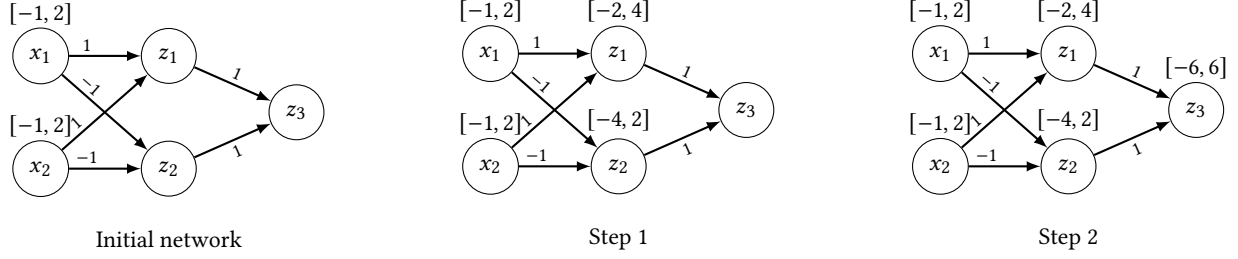 [−1, 2]
x₁
1
z₁
−1
1
z₃
[−1, 2]
1
x₂
−1
z₂
1
Initial network
[−1, 2]
[−2, 4]
x₁
1
z₁
−1
1
z₃
[−1, 2]
1
[−4, 2]
x₂
−1
z₂
1
Step 1
[−1, 2]
[−2, 4]
x₁
1
z₁
−1
1
[−6, 6]
z₃
[−1, 2]
1
[−4, 2]
x₂
−1
z₂
1
Step 2